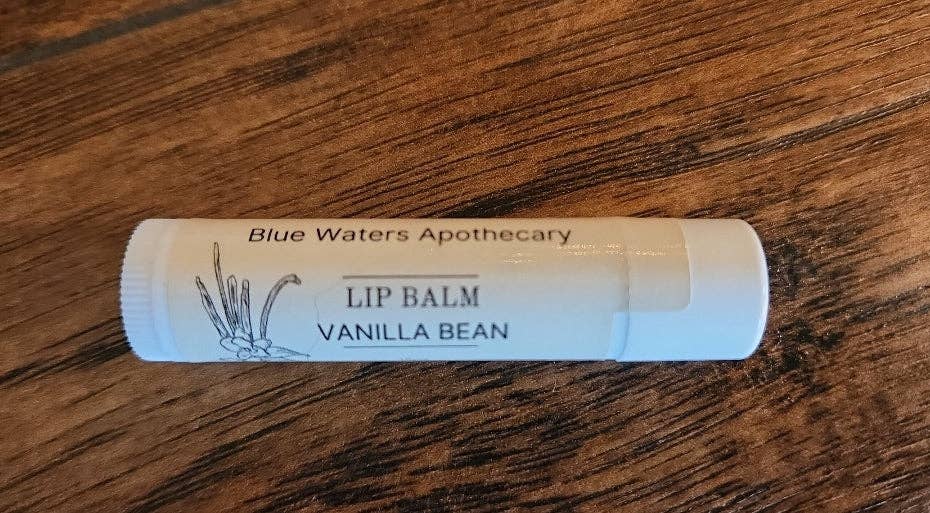 Blue Waters Apothecary
LIP BALM
VANILLA BEAN